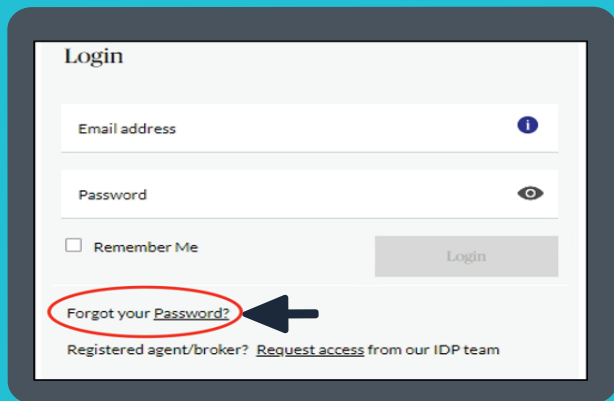 Login
Email address
Password
Remember Me
Login
Forgot your Password?
Registered agent/broker? Request access from our IDP team